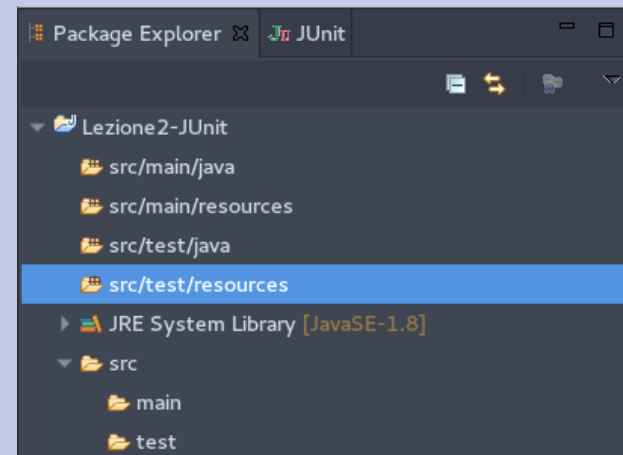 Package Explorer JUnit
Lezione2-JUnit
src/main/java
src/main/resources
src/test/java
src/test/resources
JRE System Library [JavaSE-1.8]
src
main
test